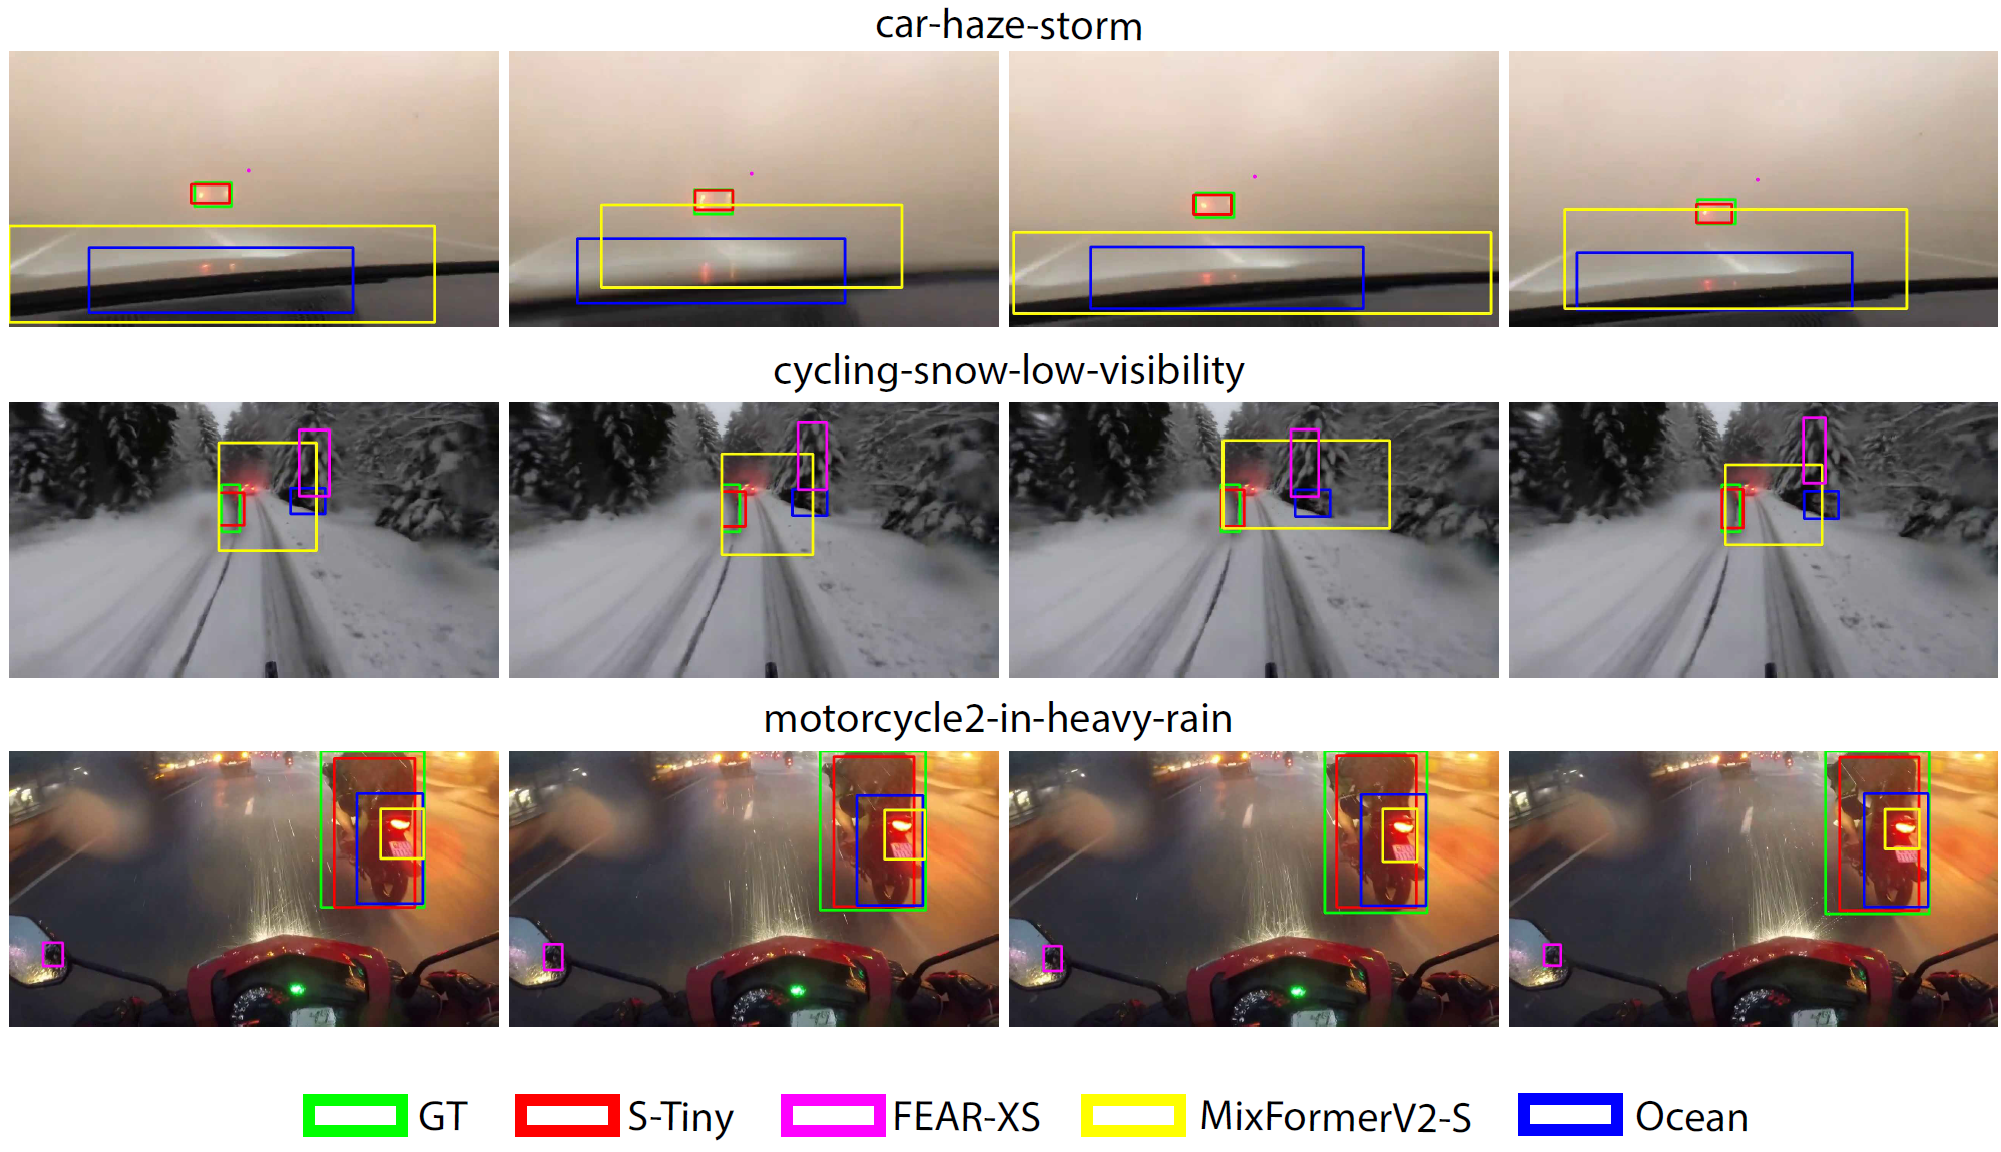 car-haze-storm
cycling-snow-low-visibility
motorcycle2-in-heavy-rain
GT S-Tiny FEAR-XS MixFormerV2-S Ocean